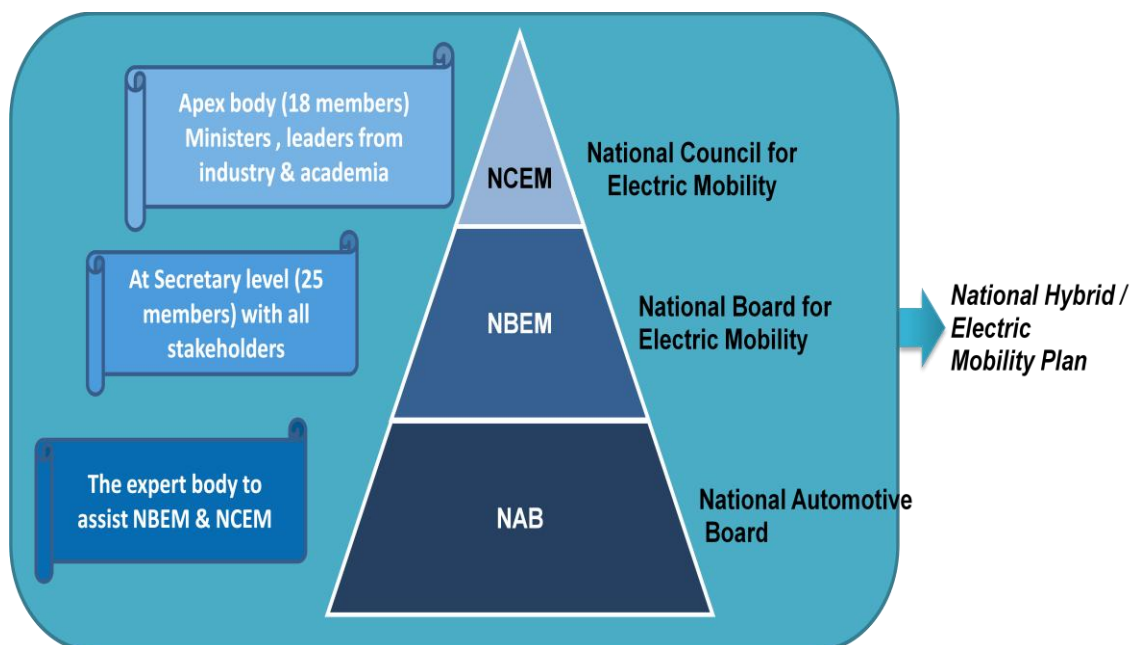 Apex body (18 members)
Ministers , leaders from
industry & academia
NCEM
National Council for
Electric Mobility
At Secretary level (25
members) with all
stakeholders
NBEM
National Board for
Electric Mobility
The expert body to
assist NBEM & NCEM
NAB
National Automotive
Board
National Hybrid /
Electric
Mobility Plan